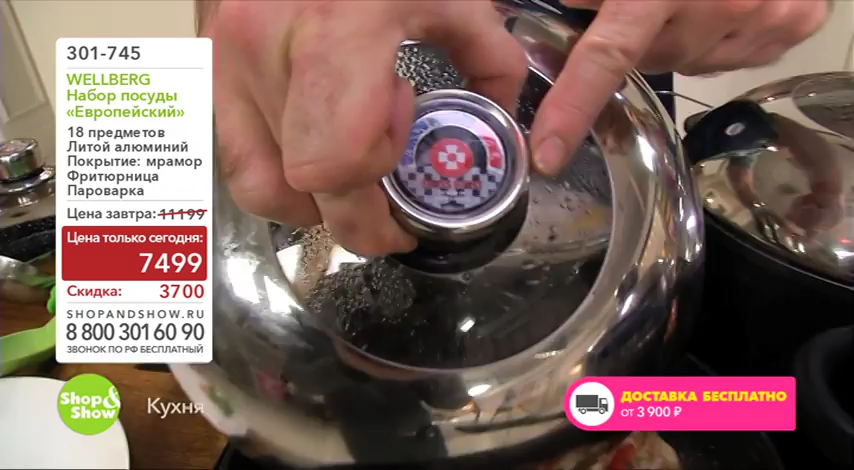 301-745
WELLBERG
Набор посуды
«Европейский»
18 предметов
Литой алюминий
Покрытие: мрамор
Фритюрница
Пароварка
Цена завтра: 11199
Цена только сегодня:
7499
Скидка: 3700
SHOPANDSHOW.RU
8 800 301 60 90
ЗВОНОК ПО РФ БЕСПЛАТНЫЙ
Shop&
Show
Кухня
ДОСТАВКА БЕСПЛАТНО
от 3 900 ₽